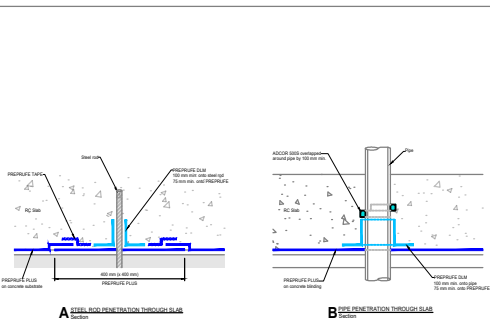 Steel rod
PREPRUFE TAPE
PREPRUFE DLM
100 mm min. onto steel rod
75 mm min. onto PREPRUFE
RC Slab
PREPRUFE PLUS
on concrete substrate
400 mm (x 400 mm)
PREPRUFE PLUS
A STEEL ROD PENETRATION THROUGH SLAB
Section
ADCOR 500S overlapped
around pipe by 100 mm min.
Pipe
RC Slab
PREPRUFE PLUS
on concrete blinding
PREPRUFE DLM
100 mm min. onto pipe
75 mm min. onto PREPRUFE
B PIPE PENETRATION THROUGH SLAB
Section